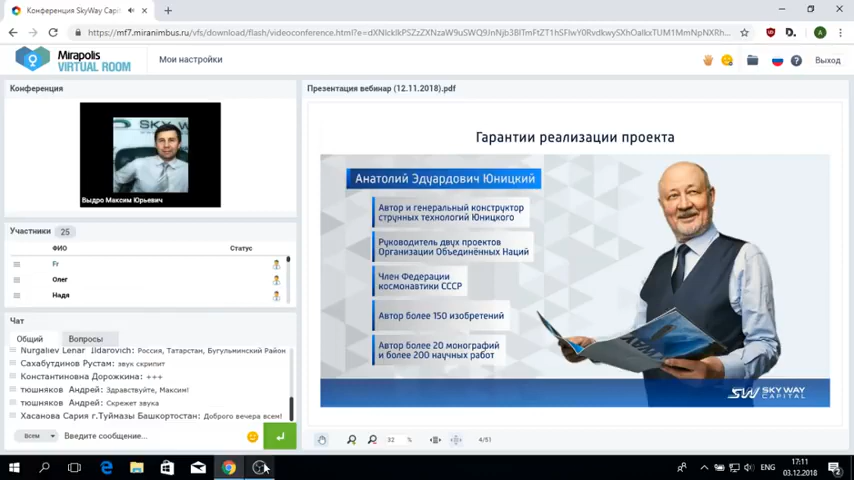 Конференция SkyWay Capi
https://mf7.miranimbus.ru/vfs/download/flash/videoconference.html?e=
Mirapolis
VIRTUAL ROOM
Мои настройки
Выход
Конференция
Выдро Максим Юрьевич
Участники 25
ФИО Статус
Fr
Олег
Надя
Чат
Общий Вопросы
Nurgaliev Lenar Ildarovich: Россия, Татарстан, Бугульминский Район
Сахабутдинов Рустам: звук скрипит
Константиновна Дорожкина: +++
тюшняков Андрей: Здравствуйте, Максим!
тюшняков Андрей: Скрежет звука
Хасанова Сария г.Туймазы Башкортостан: Доброго вечера всем!
Всем Введите сообщение...
Презентация вебинар (12.11.2018).pdf
Гарантии реализации проекта
Анатолий Эдуардович Юницкий
Автор и генеральный конструктор
струнных технологий Юницкого
Руководитель двух проектов
Организации Объединённых Наций
Член Федерации
космонавтики СССР
Автор более 150 изобретений
Автор более 20 монографий
и более 200 научных работ
SW SKY WAY
CAPITAL
32 % 4/51
ENG
17:11
03.12.2018